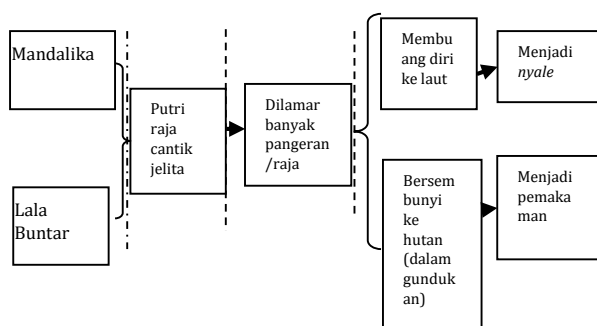 Mandalika
Lala
Buntar
Putri
raja
cantik
jelita
Dilamar
banyak
pangeran
/raja
Membu
ang diri
ke laut
Menjadi
nyale
Bersem
bunyi
ke
hutan
(dalam
gunduk
an)
Menjadi
pemaka
man